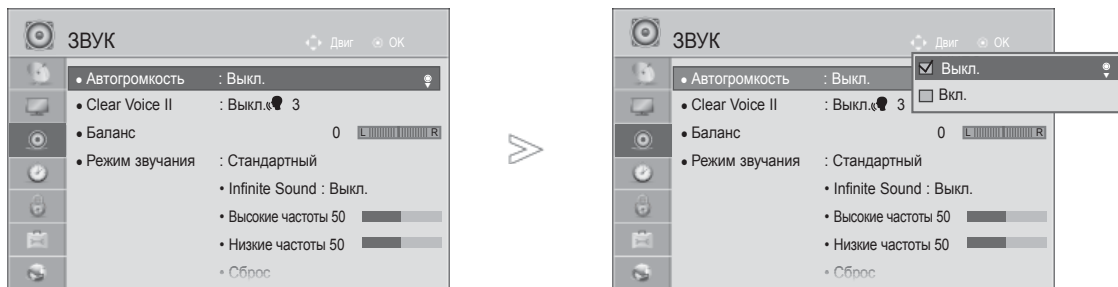 ЗВУК
Двиг ОК
• Автогромкость : Выкл.
• Clear Voice II : Выкл. 3
• Баланс 0 L R
• Режим звучания : Стандартный
• Infinite Sound : Выкл.
• Высокие частоты 50
• Низкие частоты 50
• Сброс
ЗВУК
Двиг ОК
• Автогромкость : Выкл.
• Clear Voice II : Выкл. 3
• Баланс 0 L R
• Режим звучания : Стандартный
• Infinite Sound : Выкл.
• Высокие частоты 50
• Низкие частоты 50
• Сброс
Выкл.
Вкл.